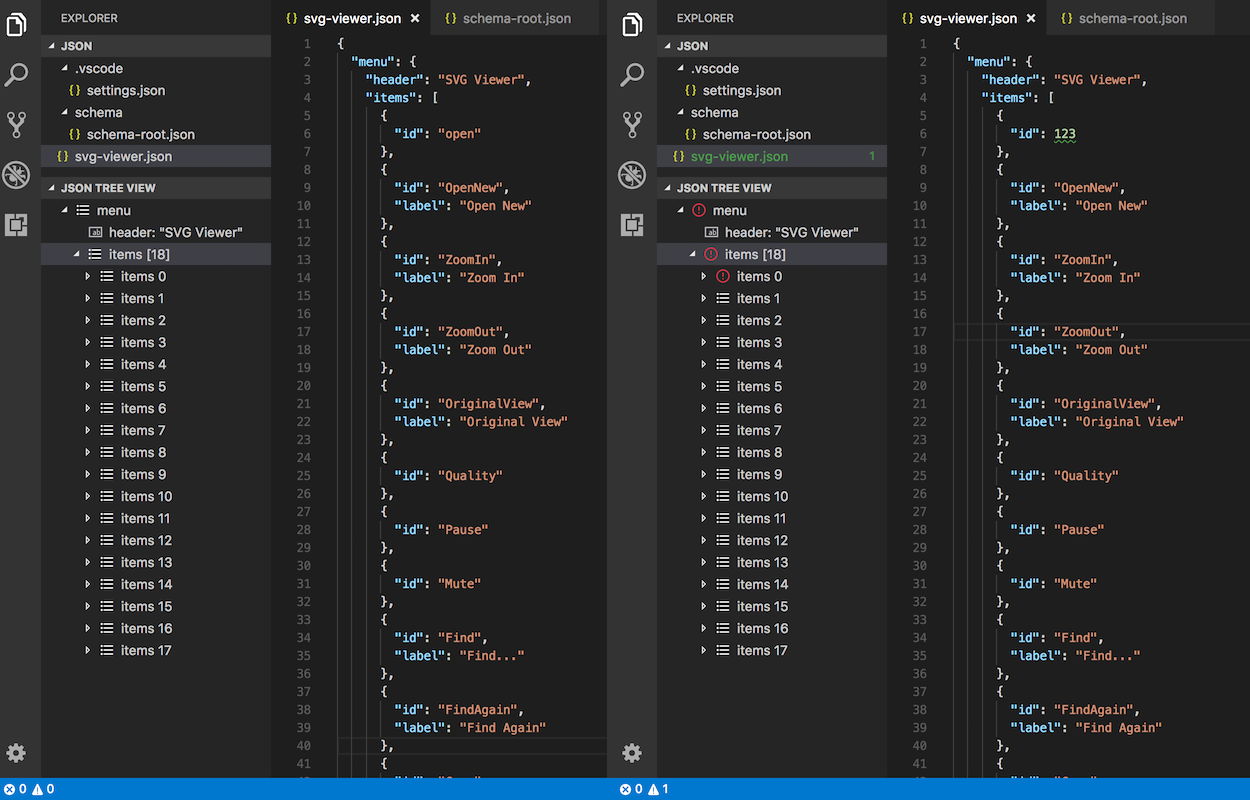 EXPLORER
JSON
.vscode
{} settings.json
schema
{} schema-root.json
{} svg-viewer.json
JSON TREE VIEW
menu
header: "SVG Viewer"
items [18]
items 0
items 1
items 2
items 3
items 4
items 5
items 6
items 7
items 8
items 9
items 10
items 11
items 12
items 13
items 14
items 15
items 16
items 17
{} svg-viewer.json × {} schema-root.json
1 {
2 "menu": {
3 "header": "SVG Viewer",
4 "items": [
5 {
6 "id": "open"
7 },
8 {
9 "id": "OpenNew",
10 "label": "Open New"
11 },
12 {
13 "id": "ZoomIn",
14 "label": "Zoom In"
15 },
16 {
17 "id": "ZoomOut",
18 "label": "Zoom Out"
19 },
20 {
21 "id": "OriginalView",
22 "label": "Original View"
23 },
24 {
25 "id": "Quality"
26 },
27 {
28 "id": "Pause"
29 },
30 {
31 "id": "Mute"
32 },
33 {
34 "id": "Find",
35 "label": "Find..."
36 },
37 {
38 "id": "FindAgain",
39 "label": "Find Again"
40 },
41 {
0 0
EXPLORER
JSON
.vscode
{} settings.json
schema
{} schema-root.json
{} svg-viewer.json 1
JSON TREE VIEW
menu
header: "SVG Viewer"
items [18]
items 0
items 1
items 2
items 3
items 4
items 5
items 6
items 7
items 8
items 9
items 10
items 11
items 12
items 13
items 14
items 15
items 16
items 17
{} svg-viewer.json × {} schema-root.json
1 {
2 "menu": {
3 "header": "SVG Viewer",
4 "items": [
5 {
6 "id": 123
7 },
8 {
9 "id": "OpenNew",
10 "label": "Open New"
11 },
12 {
13 "id": "ZoomIn",
14 "label": "Zoom In"
15 },
16 {
17 "id": "ZoomOut",
18 "label": "Zoom Out"
19 },
20 {
21 "id": "OriginalView",
22 "label": "Original View"
23 },
24 {
25 "id": "Quality"
26 },
27 {
28 "id": "Pause"
29 },
30 {
31 "id": "Mute"
32 },
33 {
34 "id": "Find",
35 "label": "Find..."
36 },
37 {
38 "id": "FindAgain",
39 "label": "Find Again"
40 },
41 {
0 1